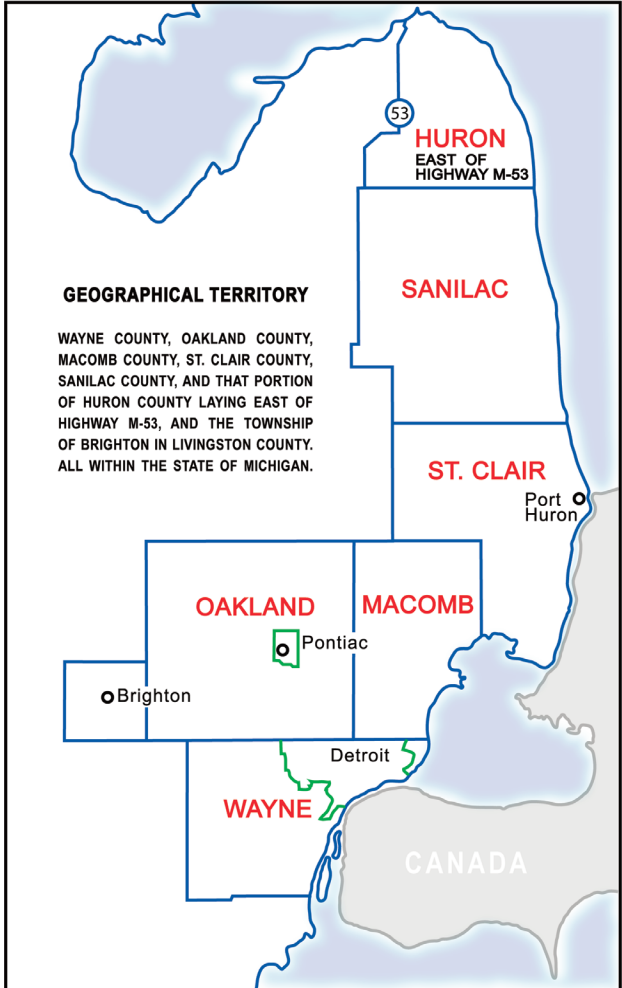 53
HURON
EAST OF
HIGHWAY M-53
SANILAC
GEOGRAPHICAL TERRITORY
WAYNE COUNTY, OAKLAND COUNTY,
MACOMB COUNTY, ST. CLAIR COUNTY,
SANILAC COUNTY, AND THAT PORTION
OF HURON COUNTY LAYING EAST OF
HIGHWAY M-53, AND THE TOWNSHIP
OF BRIGHTON IN LIVINGSTON COUNTY.
ALL WITHIN THE STATE OF MICHIGAN.
ST. CLAIR
Port
Huron
OAKLAND
MACOMB
Pontiac
Brighton
Detroit
WAYNE
CANADA